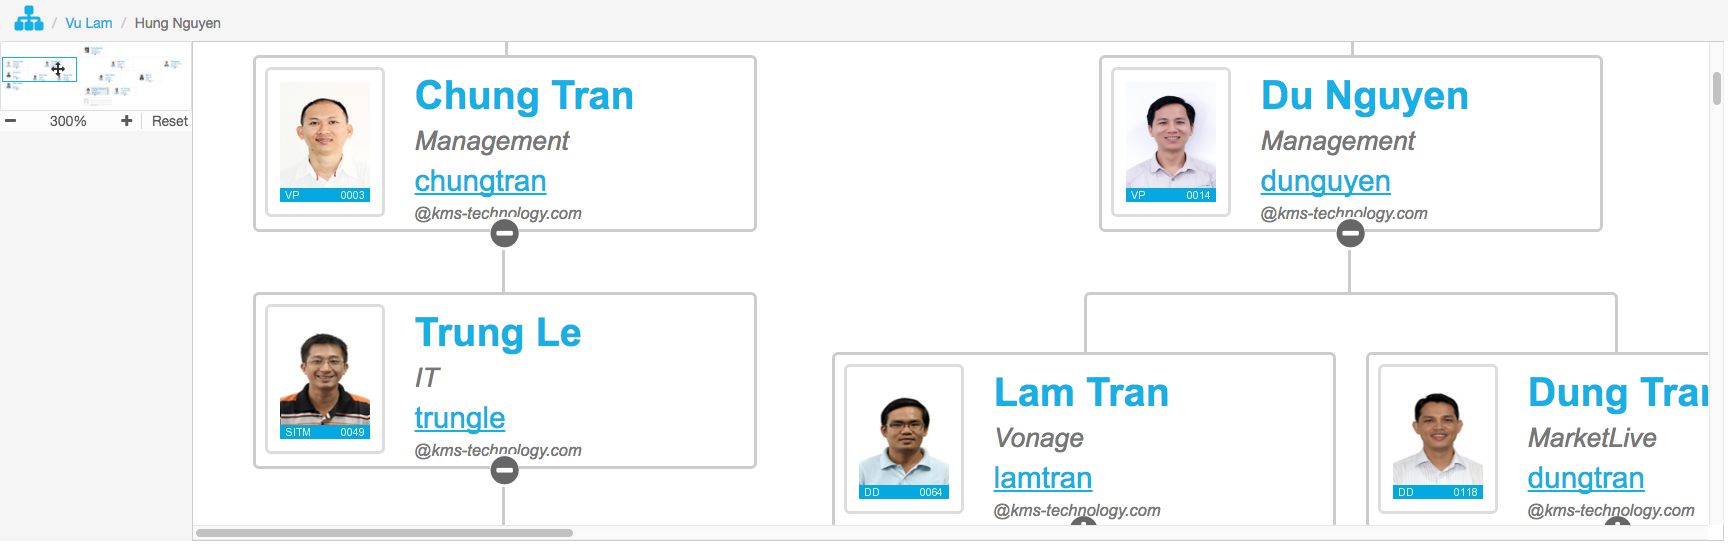 / Vu Lam / Hung Nguyen
300%
Reset
Chung Tran
Management
chungtran
@kms-technology.com
VP 0003
Du Nguyen
Management
dunguyen
@kms-technology.com
VP 0014
Trung Le
IT
trungle
@kms-technology.com
SITM 0049
Lam Tran
Vonage
lamtran
@kms-technology.com
DD 0064
Dung Tran
MarketLive
dungtran
@kms-technology.com
DD 0118